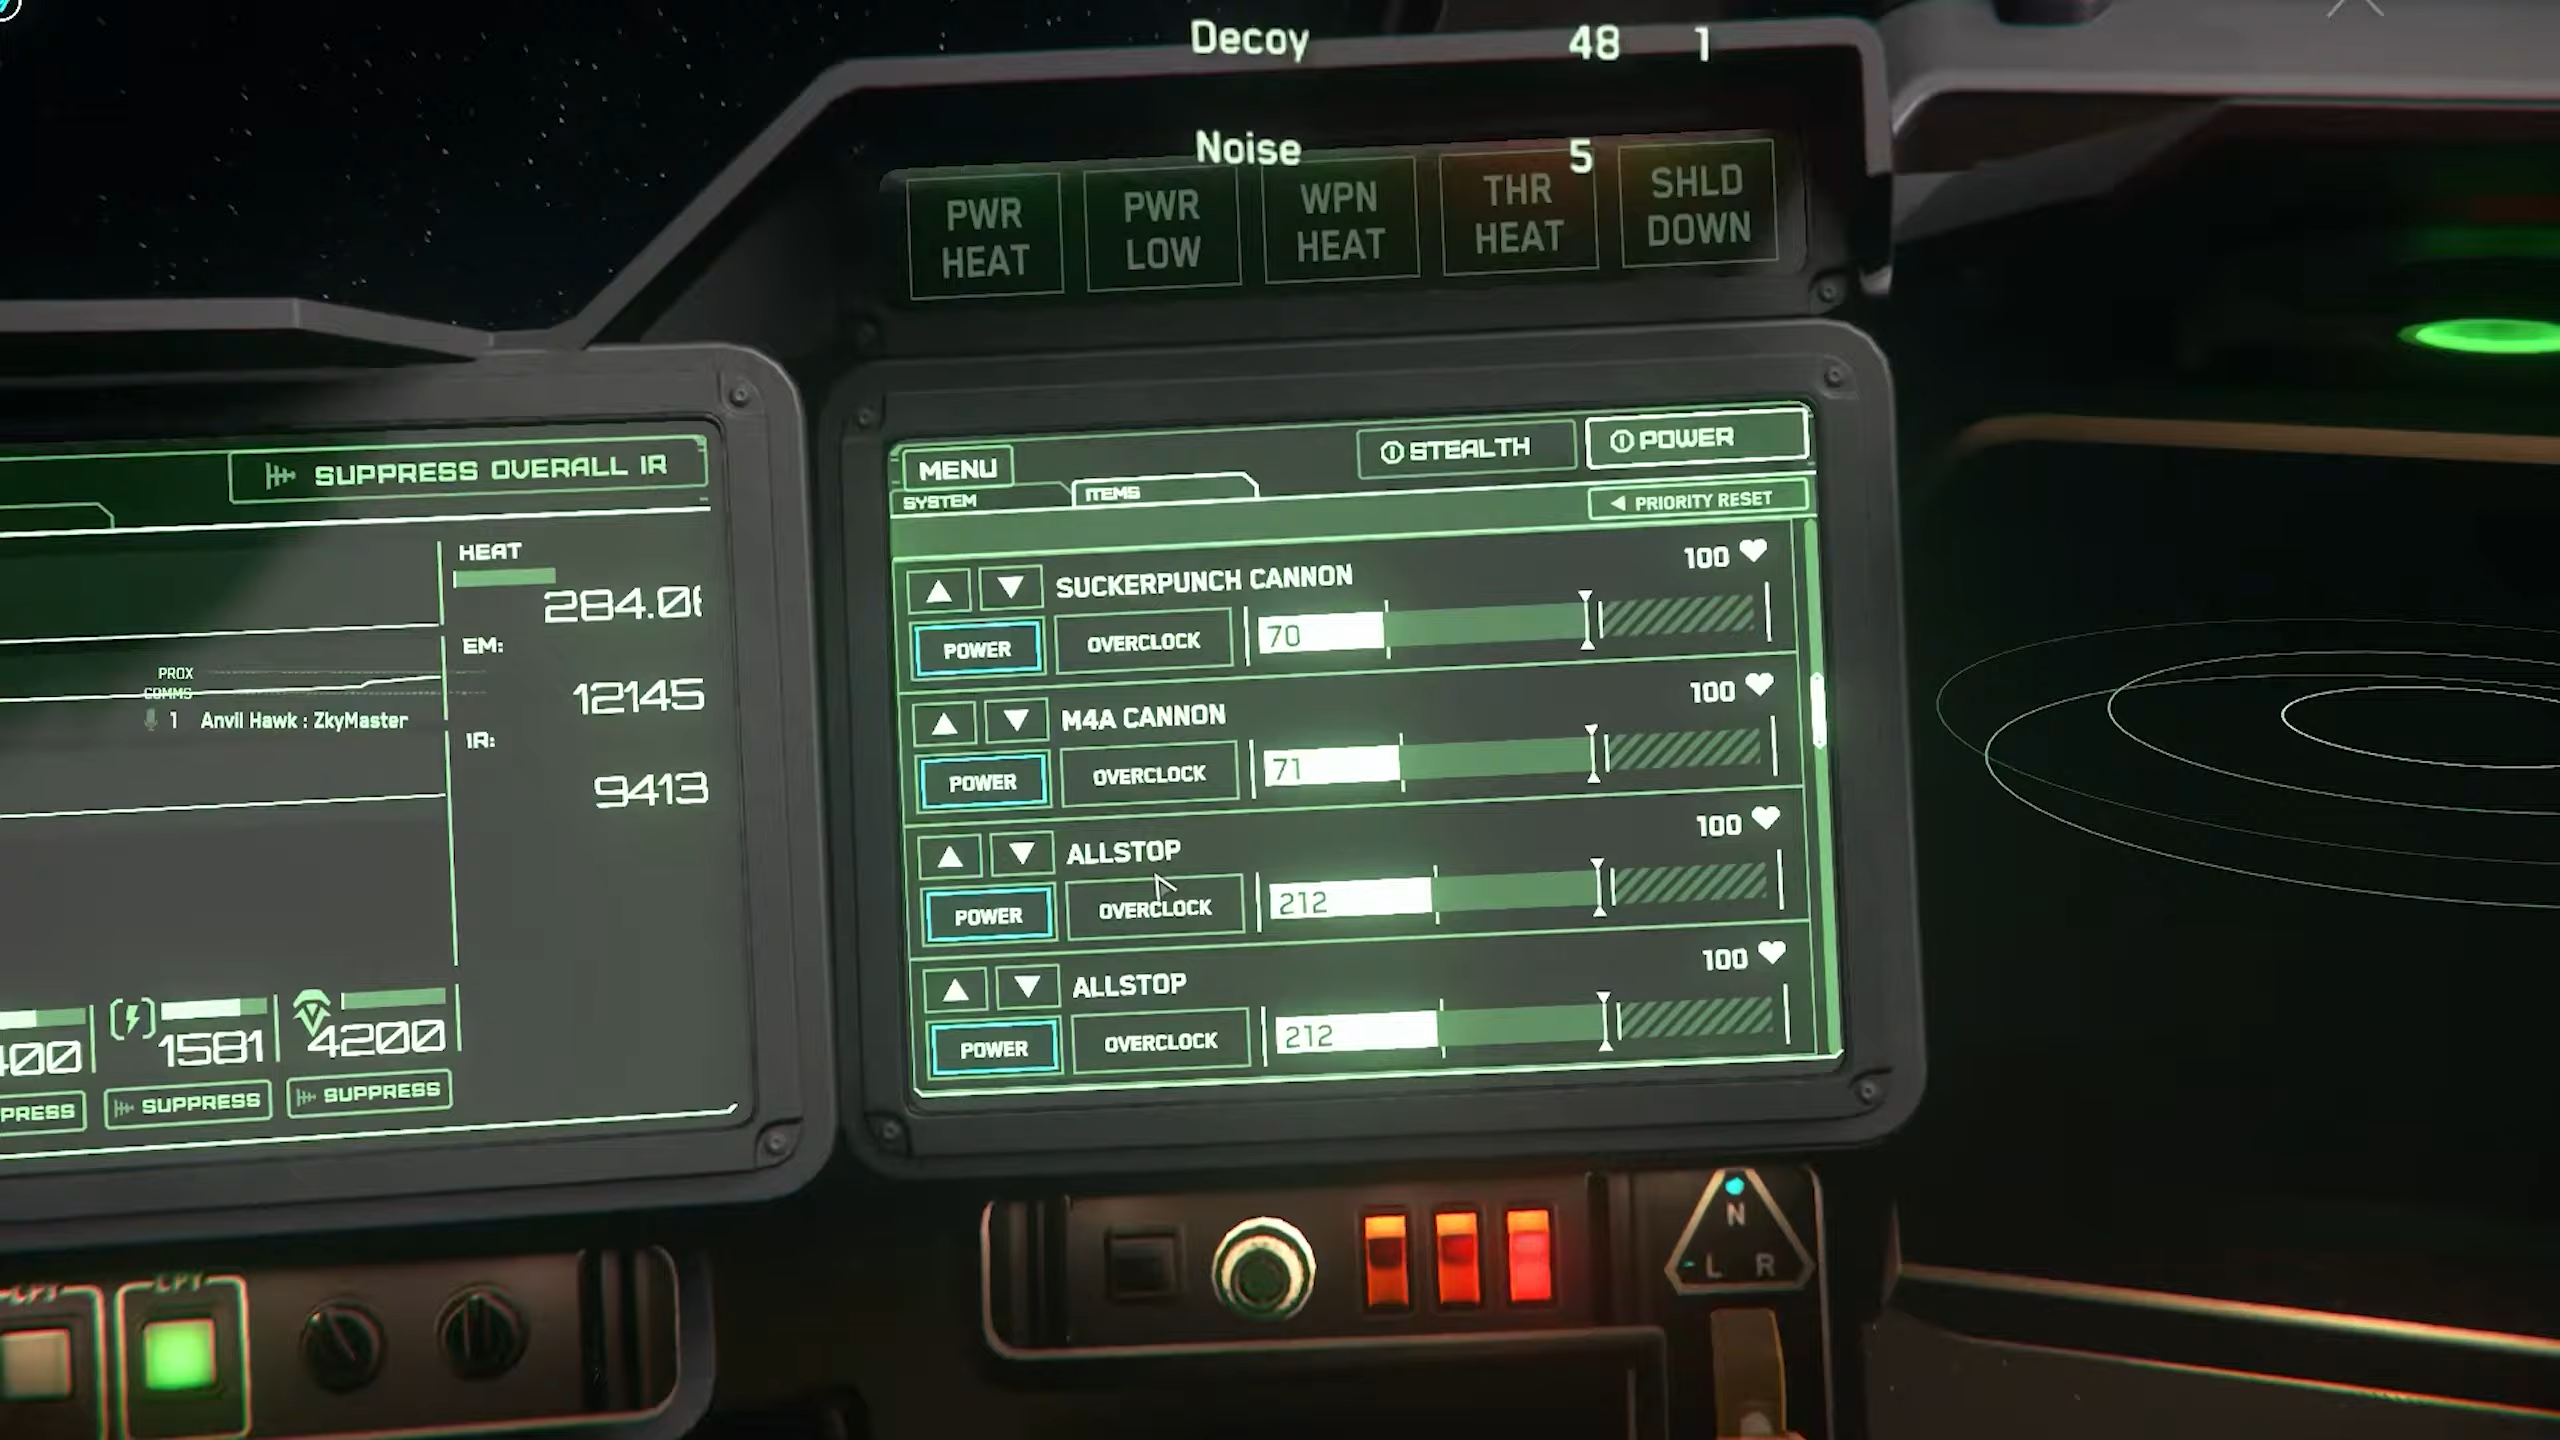 Decoy 48 1
Noise 5
PWR HEAT
PWR LOW
WPN HEAT
THR HEAT
SHLD DOWN
SUPPRESS OVERALL IR
HEAT
EM:
12145
PROX
COMMS
1 Anvil Hawk : ZkyMaster
IR:
9413
1581
4200
SUPPRESS
SUPPRESS
MENU
STEALTH
POWER
SYSTEM
ITEMS
PRIORITY RESET
SUCKERPUNCH CANNON
100
POWER
OVERCLOCK
70
M4A CANNON
100
POWER
OVERCLOCK
71
ALLSTOP
100
POWER
OVERCLOCK
212
ALLSTOP
100
POWER
OVERCLOCK
212
N
L R